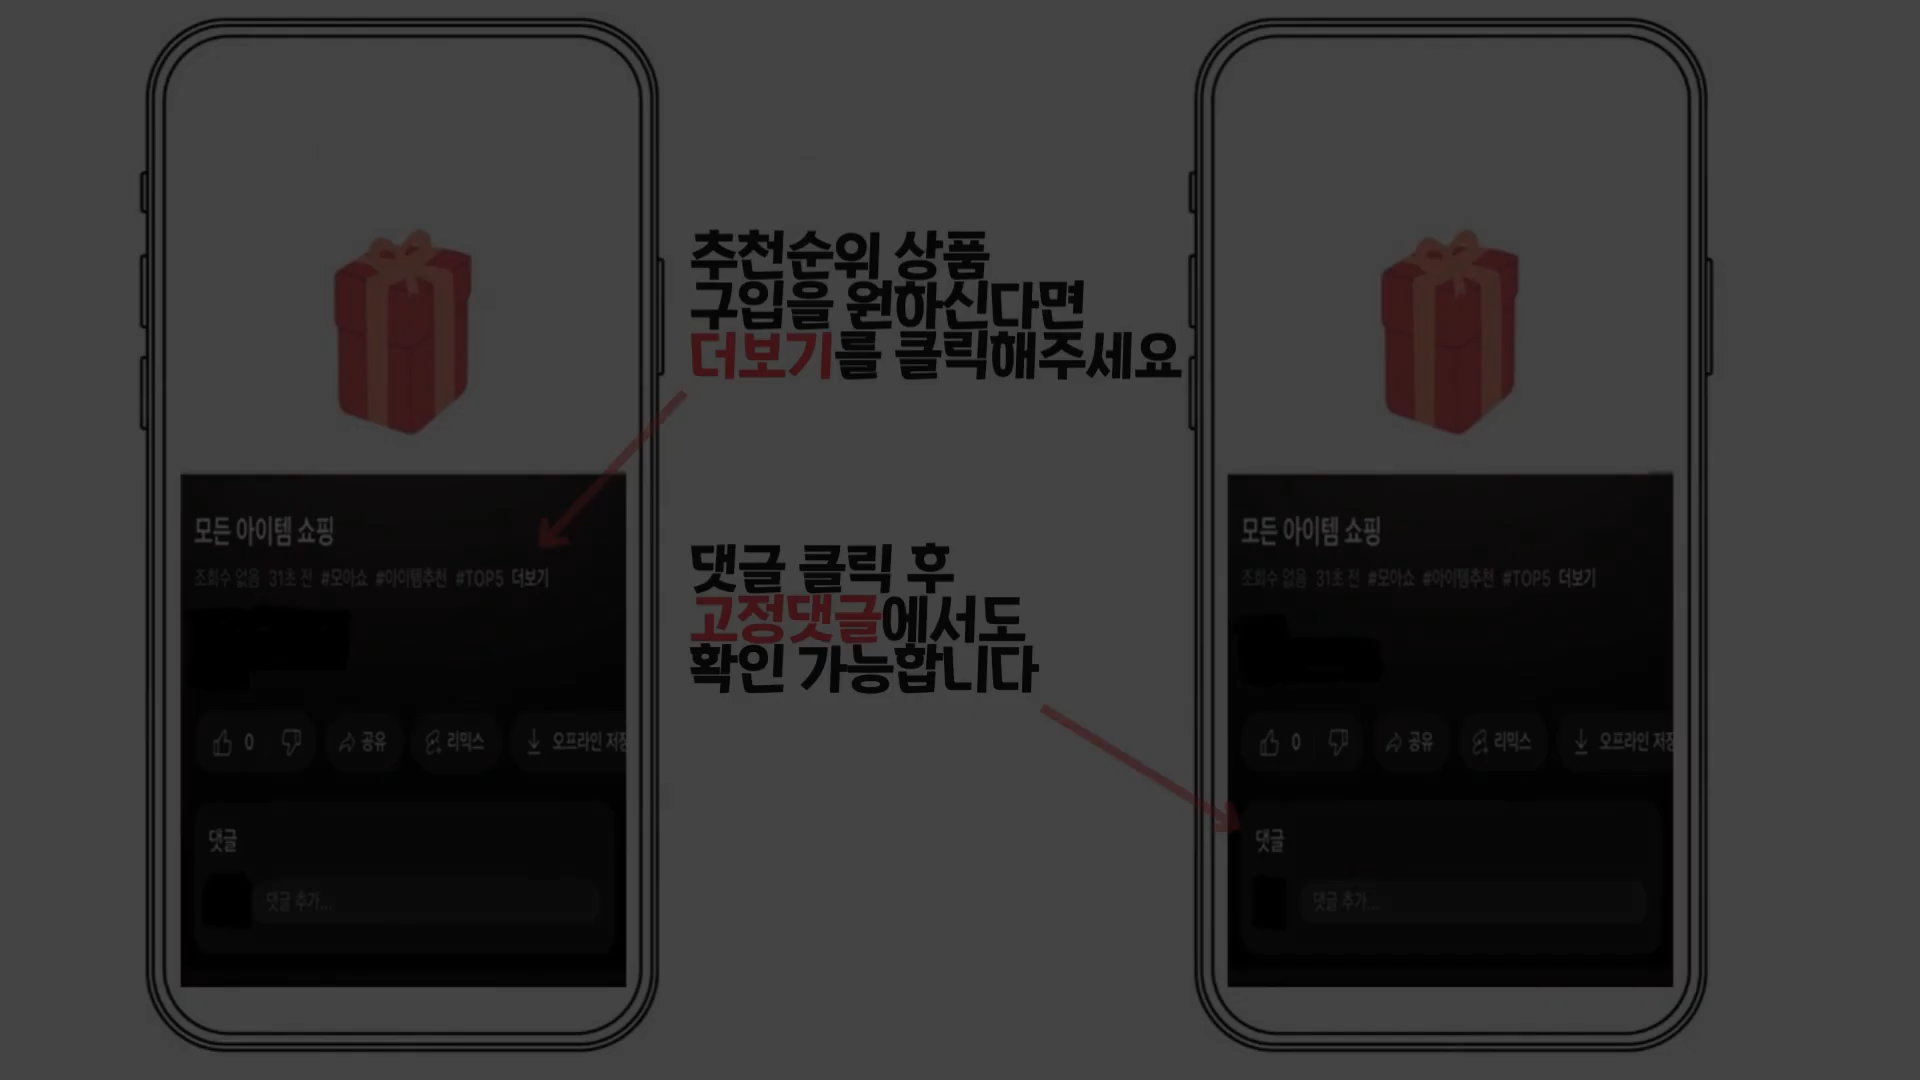 추천순위 상품
구입을 원하신다면
더보기를 클릭해주세요
모든 아이템 쇼핑
조회수 없음 31초 전 #모아쇼 #아이템추천 #TOP5 더보기
0
공유
리믹스
오프라인 저장
댓글
댓글 추가...
댓글 클릭 후
고정댓글에서도
확인 가능합니다
모든 아이템 쇼핑
조회수 없음 31초 전 #모아쇼 #아이템추천 #TOP5 더보기
0
공유
리믹스
오프라인 저장
댓글
댓글 추가...